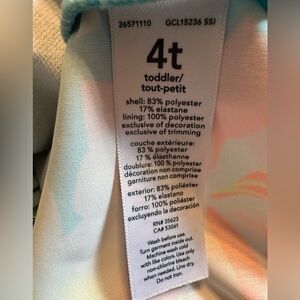 26571110 GCL15236 SSI
4t
toddler/
tout-petit
shell: 83% polyester
17% elastane
lining: 100% polyester
exclusive of decoration
exclusive of trimming
couche extérieure:
83 % polyester
17 % élasthanne
doublure: 100 % polyester
décoration non comprise
garniture non comprise
exterior: 83% poliéster
17% elastano
forro: 100% poliéster
excluyendo la decoración
RN# 35623
CA# 53061
Wash before use.
Turn garment inside out.
Machine wash cold
with like colors. Use only
non-chlorine bleach
when needed. Line dry.
Do not iron.